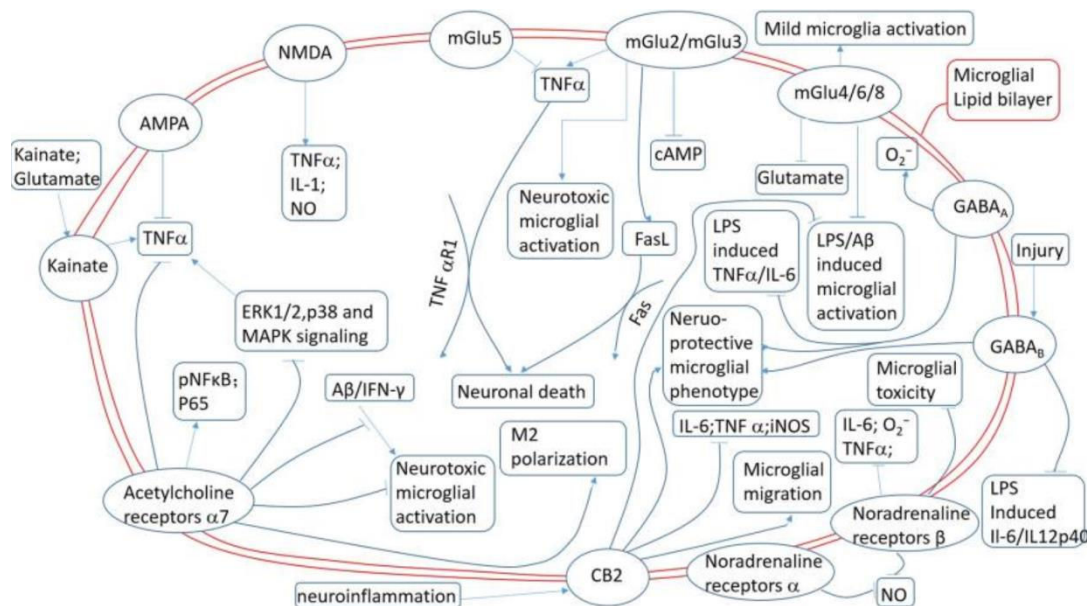 mGlu5
mGlu2/mGlu3
Mild microglia activation
NMDA
TNFα
mGlu4/6/8
Microglial
Lipid bilayer
AMPA
cAMP
Glutamate
O₂⁻
Kainate;
Glutamate
TNFα;
IL-1;
NO
Neurotoxic
microglial
activation
GABA_A
TNFα
FasL
LPS
induced
TNFα/IL-6
LPS/Aβ
induced
microglial
activation
Injury
Kainate
TNF αR1
Fas
ERK1/2,p38 and
MAPK signaling
Neruo-
protective
microglial
phenotype
GABA_B
pNFκB;
P65
Aβ/IFN-γ
Neuronal death
Microglial
toxicity
M2
polarization
IL-6;TNF α;iNOS
IL-6; O₂⁻
TNFα;
Neurotoxic
microglial
activation
Microglial
migration
Acetylcholine
receptors α7
LPS
Induced
Il-6/IL12p40
Noradrenaline
receptors β
CB2
Noradrenaline
receptors α
NO
neuroinflammation